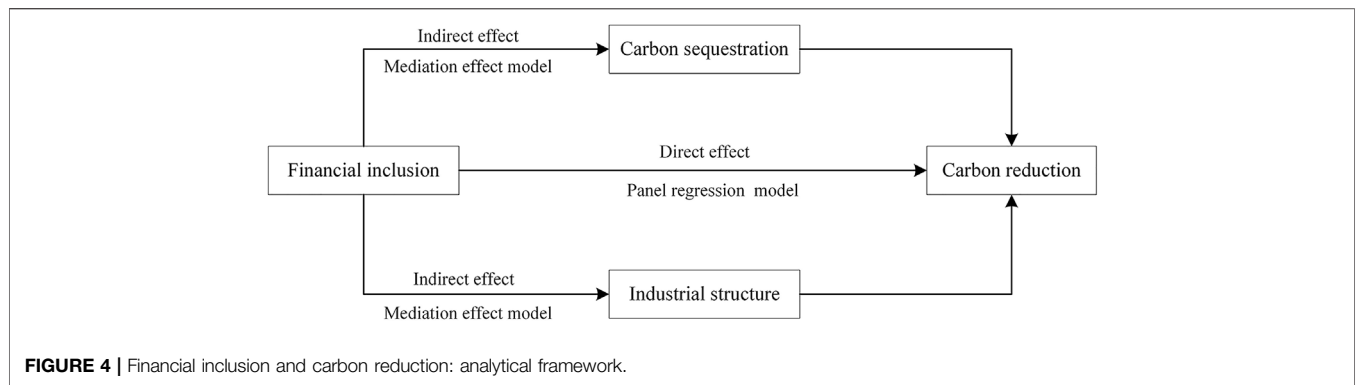 Indirect effect
Mediation effect model
Carbon sequestration
Financial inclusion
Direct effect
Panel regression model
Carbon reduction
Indirect effect
Mediation effect model
Industrial structure
FIGURE 4 | Financial inclusion and carbon reduction: analytical framework.